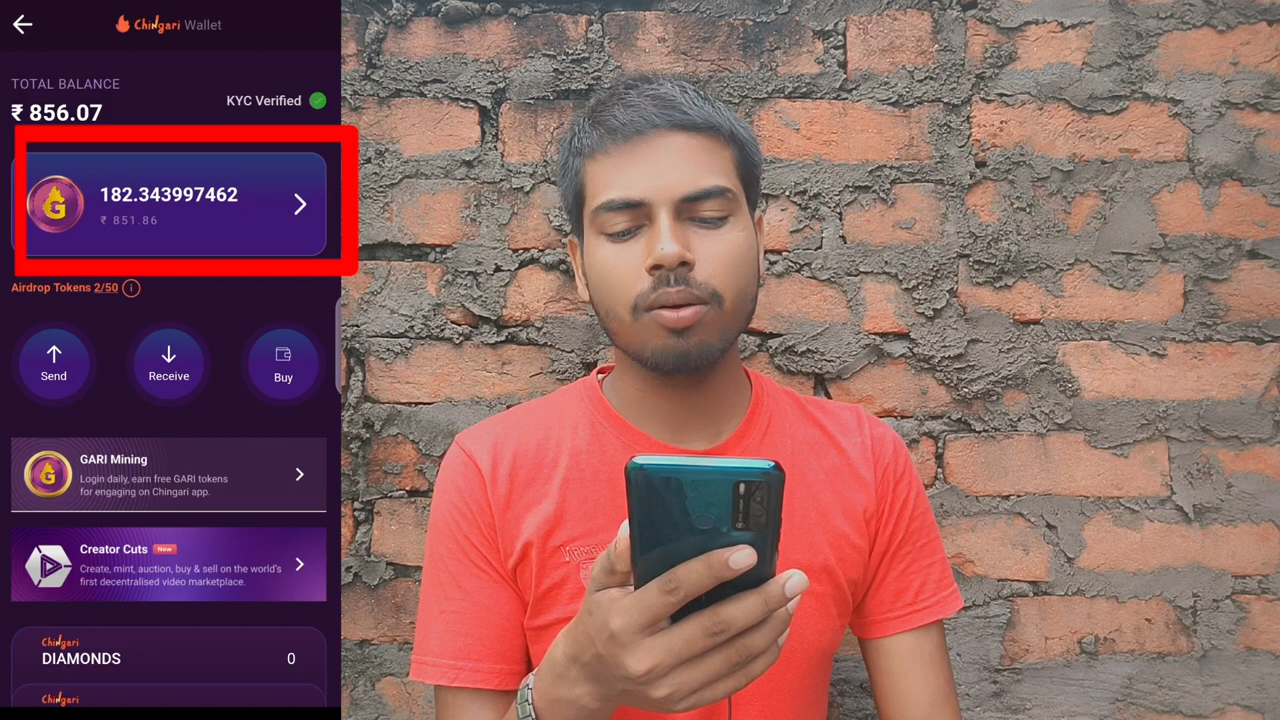 Chingari Wallet
TOTAL BALANCE
₹ 856.07
KYC Verified
G
182.343997462
₹ 851.86
Airdrop Tokens 2/50 i
Send
Receive
Buy
G
GARI Mining
Login daily, earn free GARI tokens
for engaging on Chingari app.
Creator Cuts New
Create, mint, auction, buy & sell on the world's
first decentralised video marketplace.
Chingari
DIAMONDS
0
Chingari